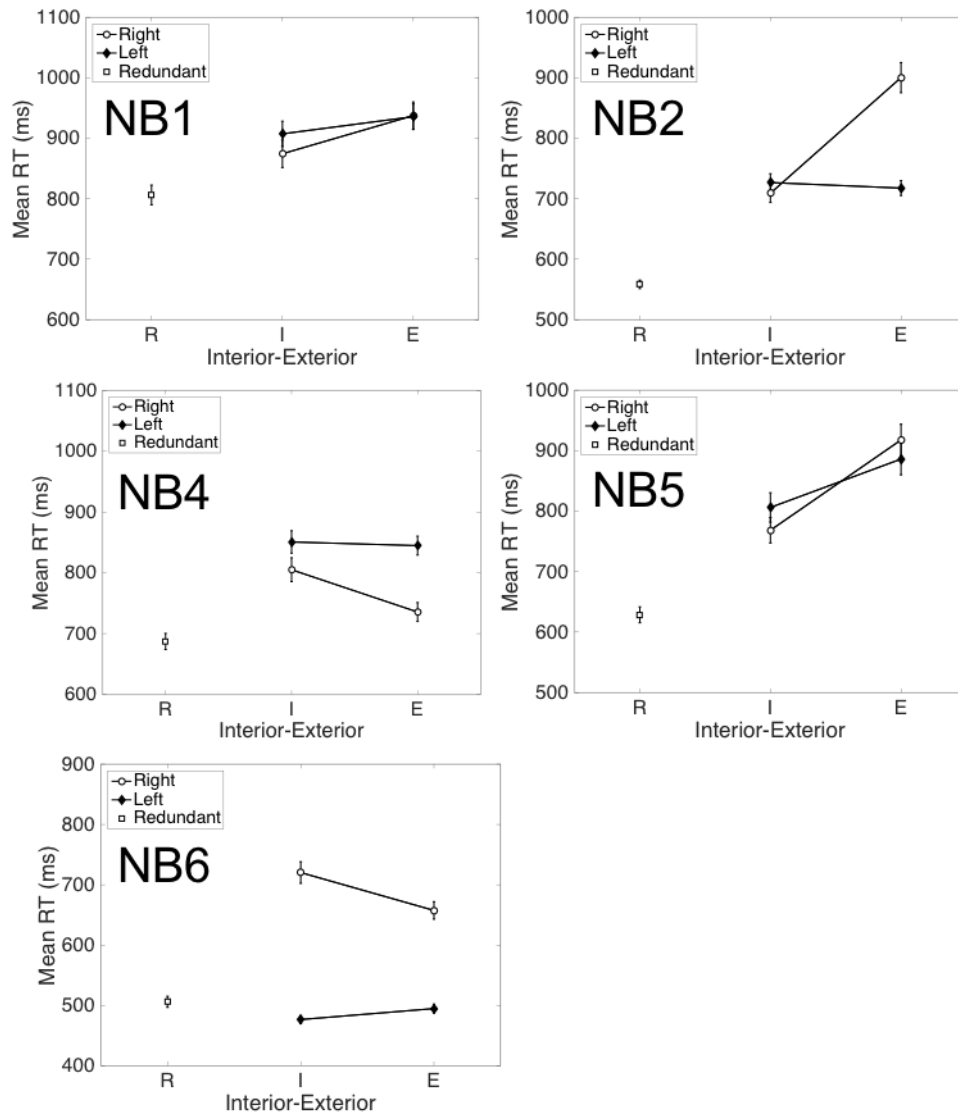 1100
1000
900
800
700
600
Mean RT (ms)
Right
Left
Redundant
NB1
R I E
Interior-Exterior
1000
900
800
700
600
500
Mean RT (ms)
Right
Left
Redundant
NB2
R I E
Interior-Exterior
1100
1000
900
800
700
600
Mean RT (ms)
Right
Left
Redundant
NB4
R I E
Interior-Exterior
1000
900
800
700
600
500
Mean RT (ms)
Right
Left
Redundant
NB5
R I E
Interior-Exterior
900
800
700
600
500
400
Mean RT (ms)
Right
Left
Redundant
NB6
R I E
Interior-Exterior